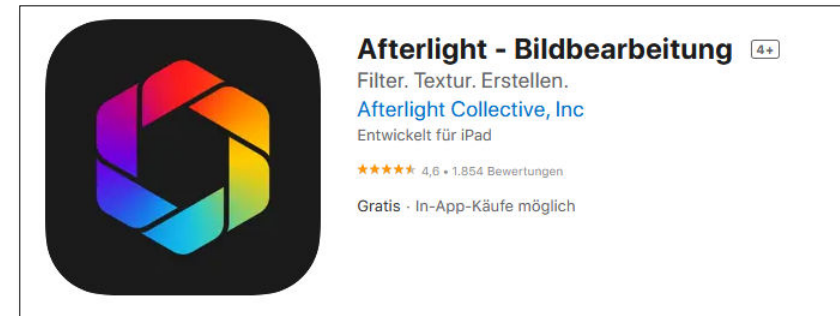 Afterlight - Bildbearbeitung 4+
Filter. Textur. Erstellen.
Afterlight Collective, Inc
Entwickelt für iPad
★★★★★ 4,6 • 1.854 Bewertungen
Gratis · In-App-Käufe möglich